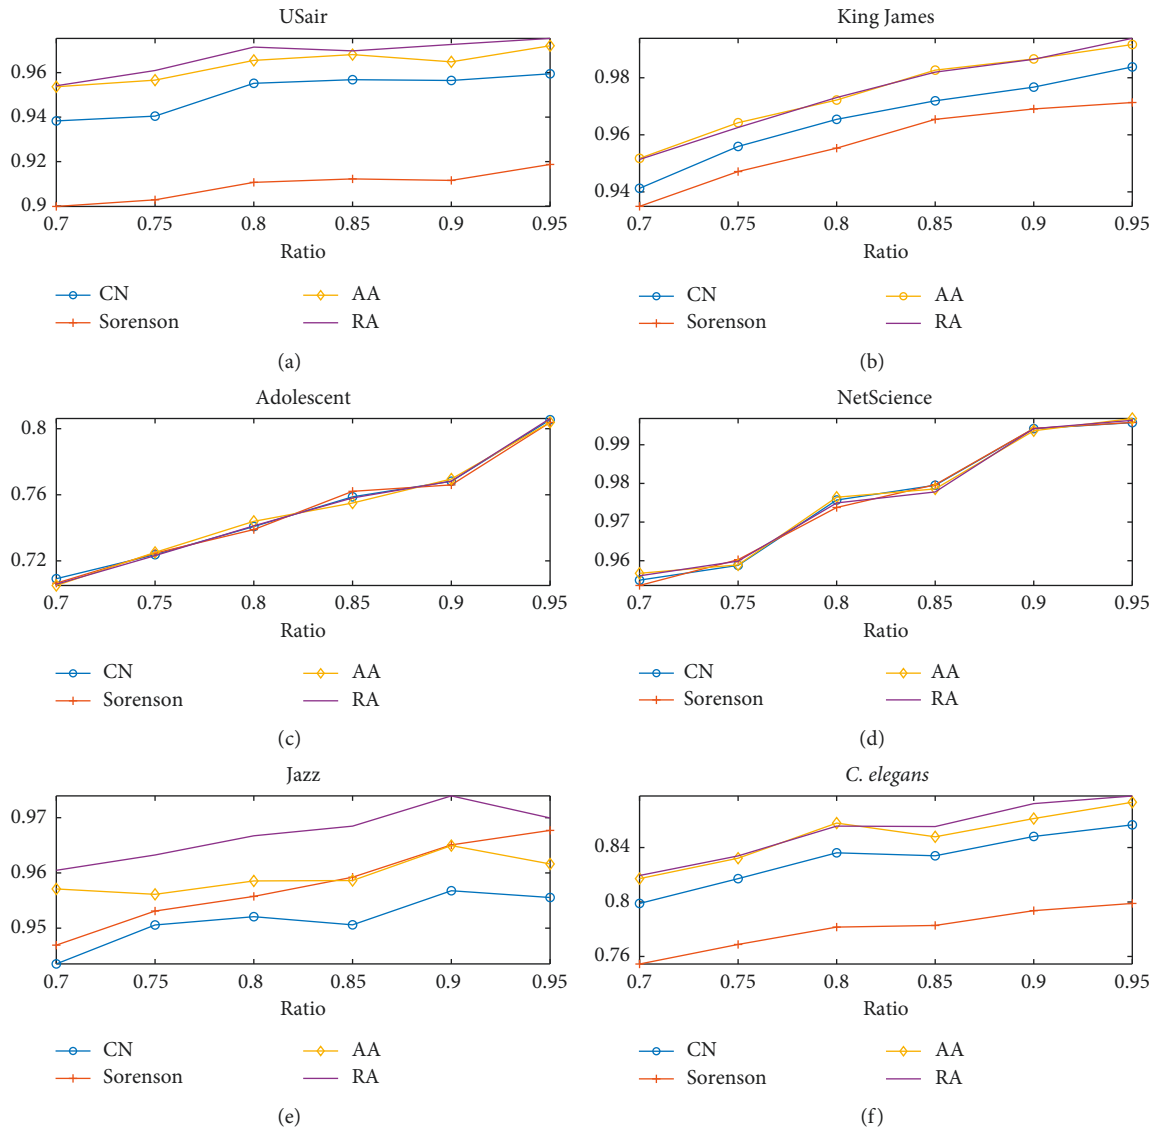 USair
0.96
0.94
0.92
0.9
0.7 0.75 0.8 0.85 0.9 0.95
Ratio
CN AA
Sorenson RA
(a)
King James
0.98
0.96
0.94
0.7 0.75 0.8 0.85 0.9 0.95
Ratio
CN AA
Sorenson RA
(b)
Adolescent
0.8
0.76
0.72
0.7 0.75 0.8 0.85 0.9 0.95
Ratio
CN AA
Sorenson RA
(c)
NetScience
0.99
0.98
0.97
0.96
0.7 0.75 0.8 0.85 0.9 0.95
Ratio
CN AA
Sorenson RA
(d)
Jazz
0.97
0.96
0.95
0.7 0.75 0.8 0.85 0.9 0.95
Ratio
CN AA
Sorenson RA
(e)
C. elegans
0.84
0.8
0.76
0.7 0.75 0.8 0.85 0.9 0.95
Ratio
CN AA
Sorenson RA
(f)